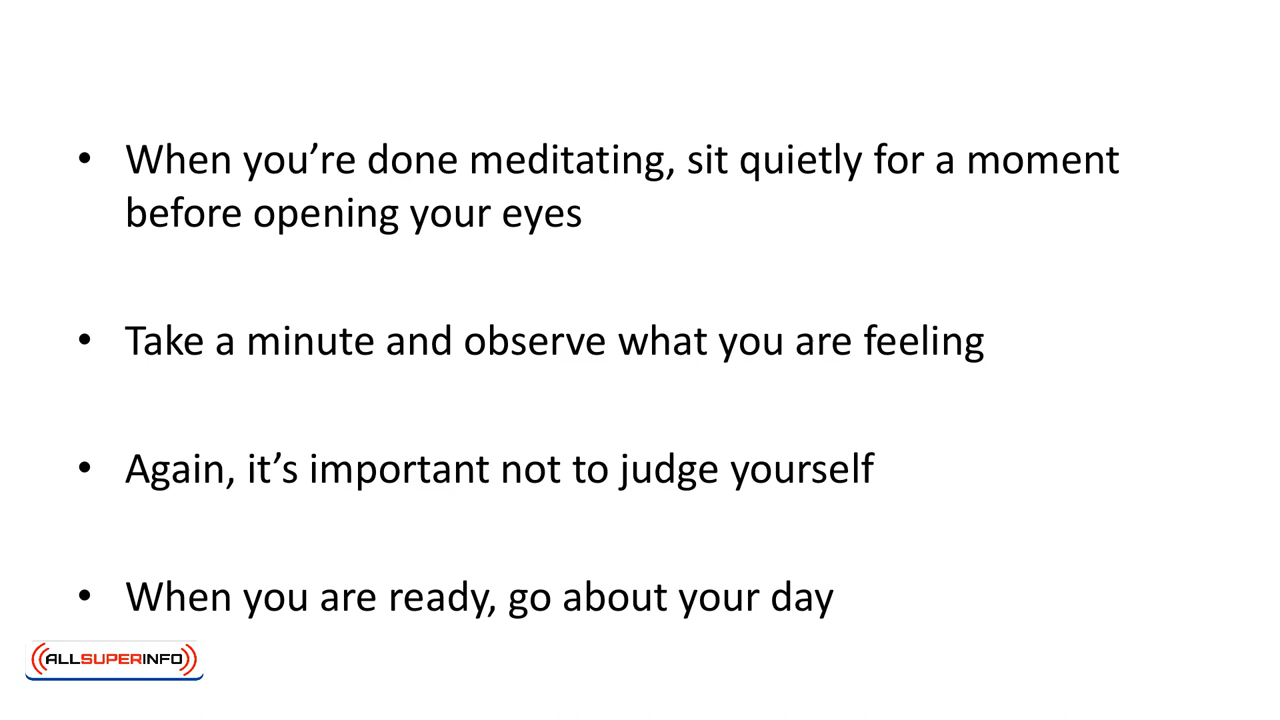 • When you’re done meditating, sit quietly for a moment
before opening your eyes
• Take a minute and observe what you are feeling
• Again, it’s important not to judge yourself
• When you are ready, go about your day
ALLSUPERINFO